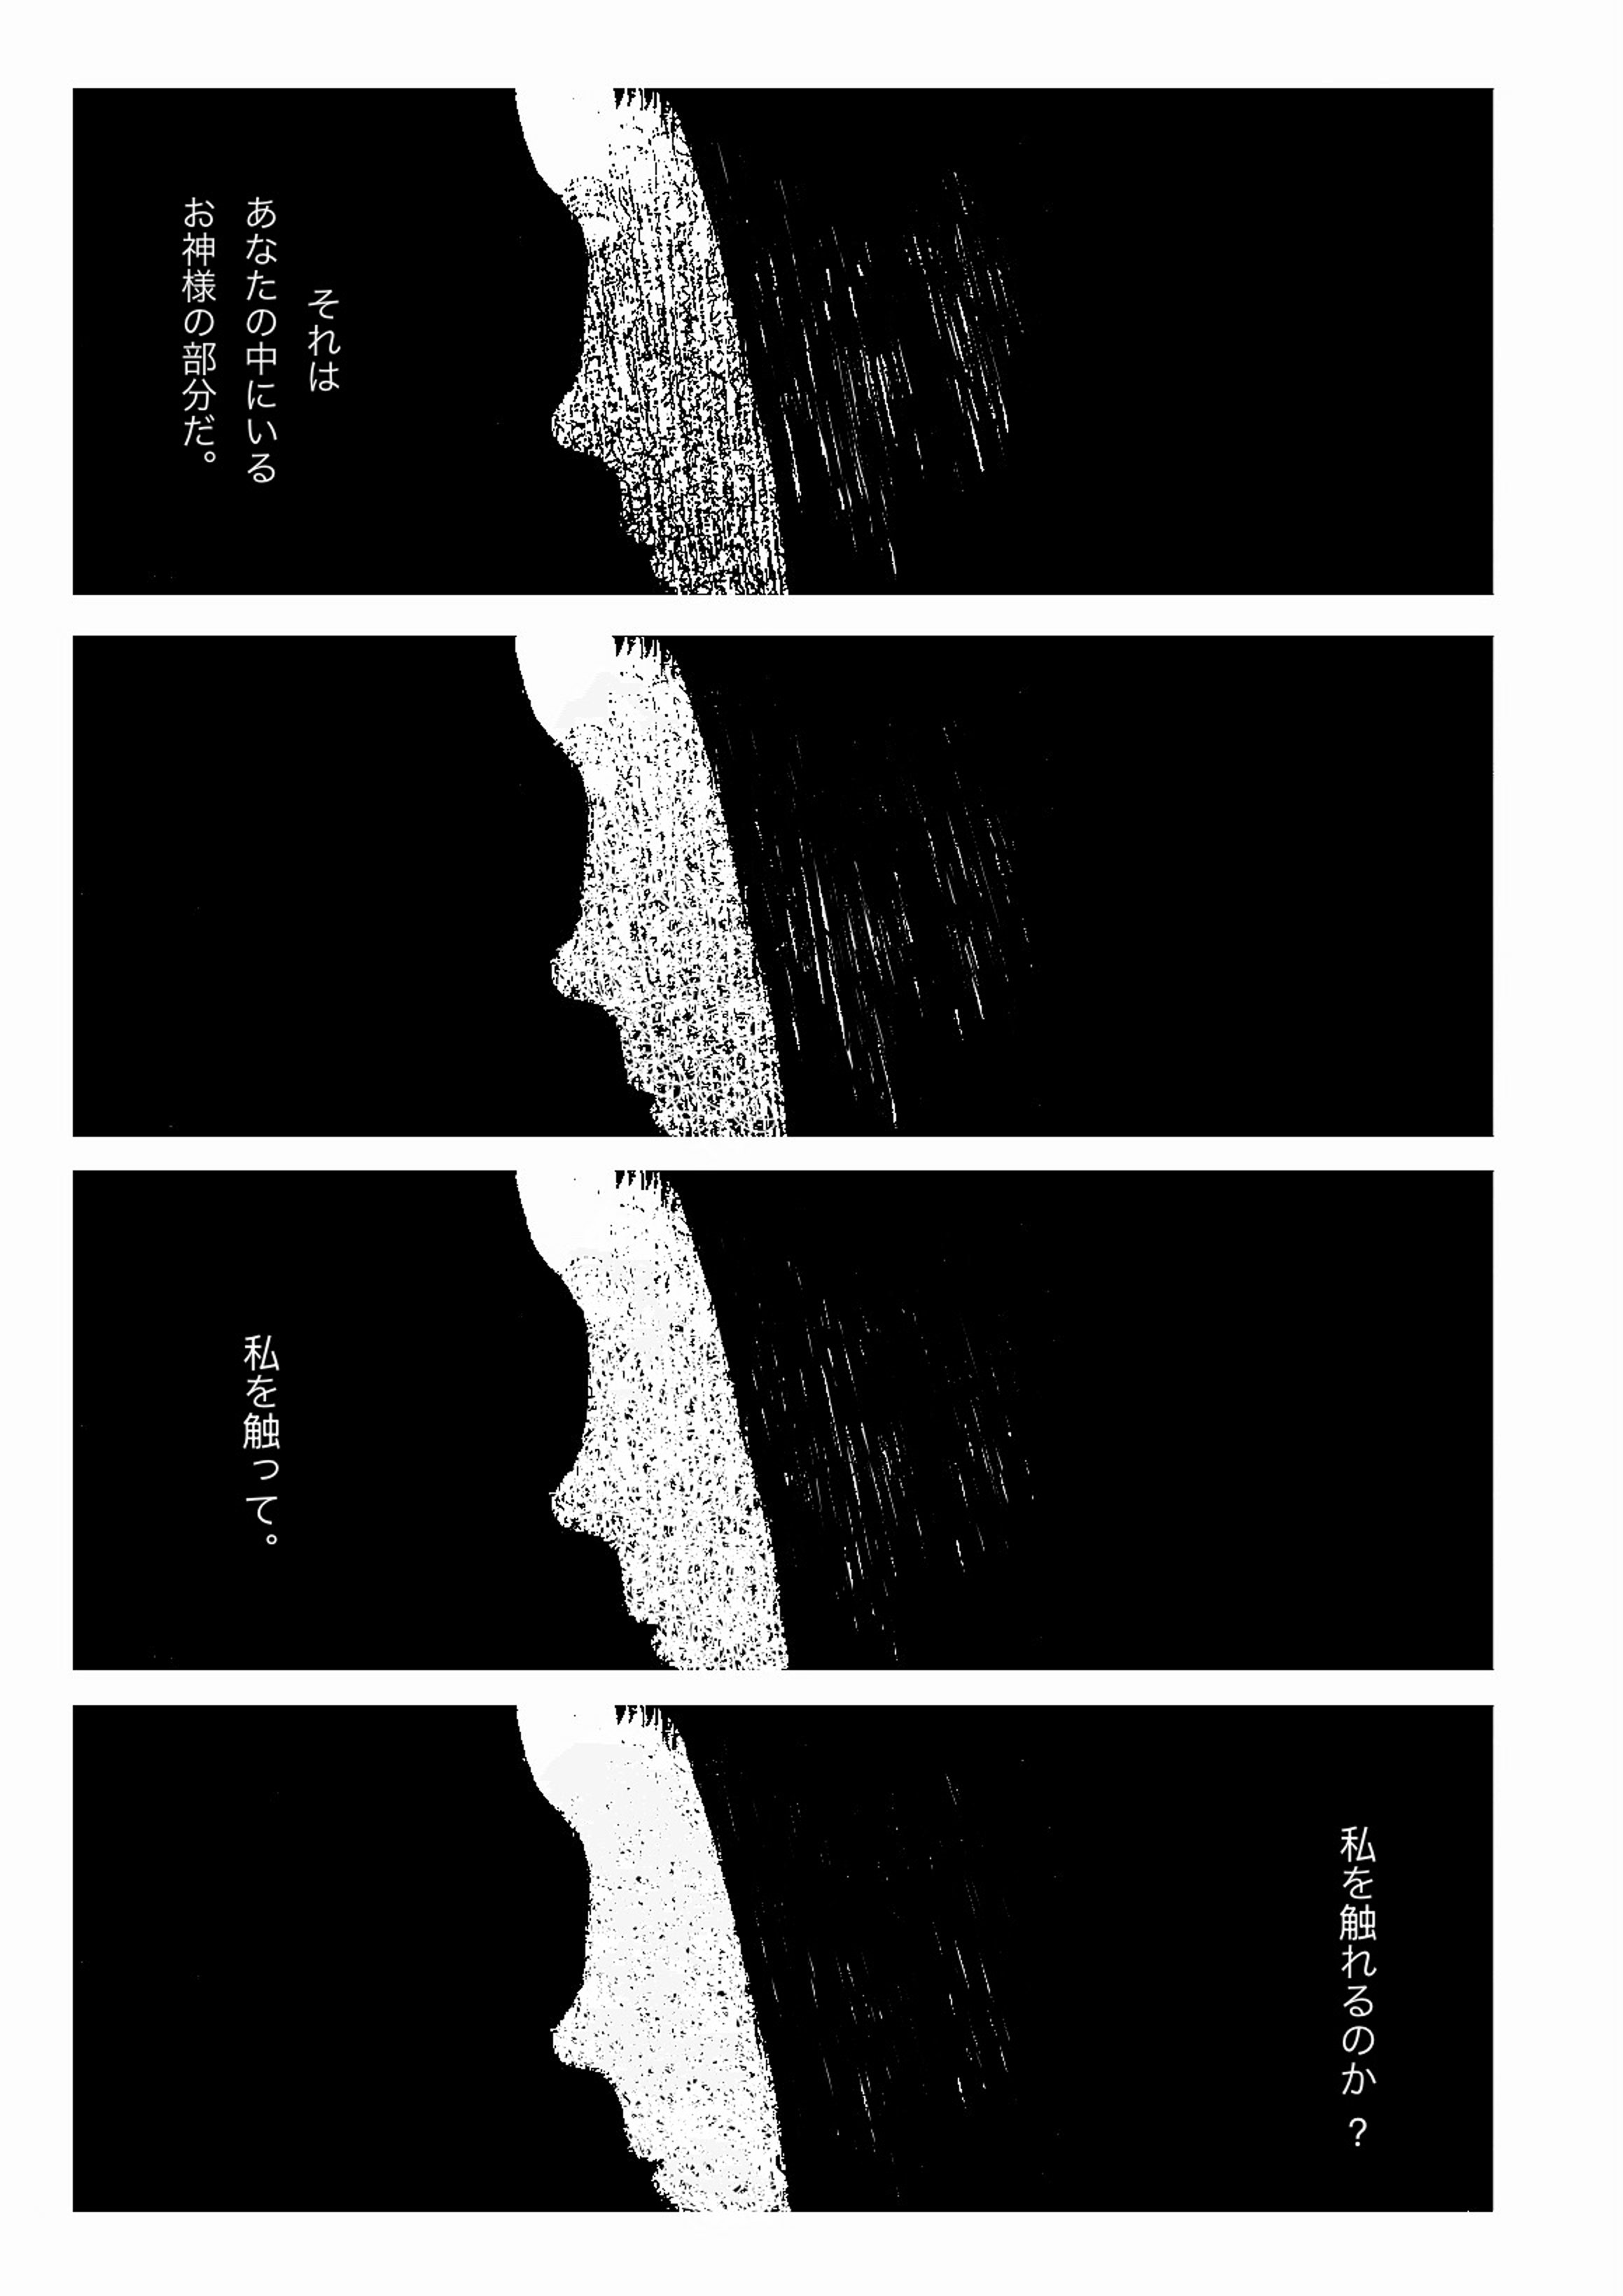 それは
あなたの中にいる
お神様の部分だ。
私を触って。
私を触れるのか？